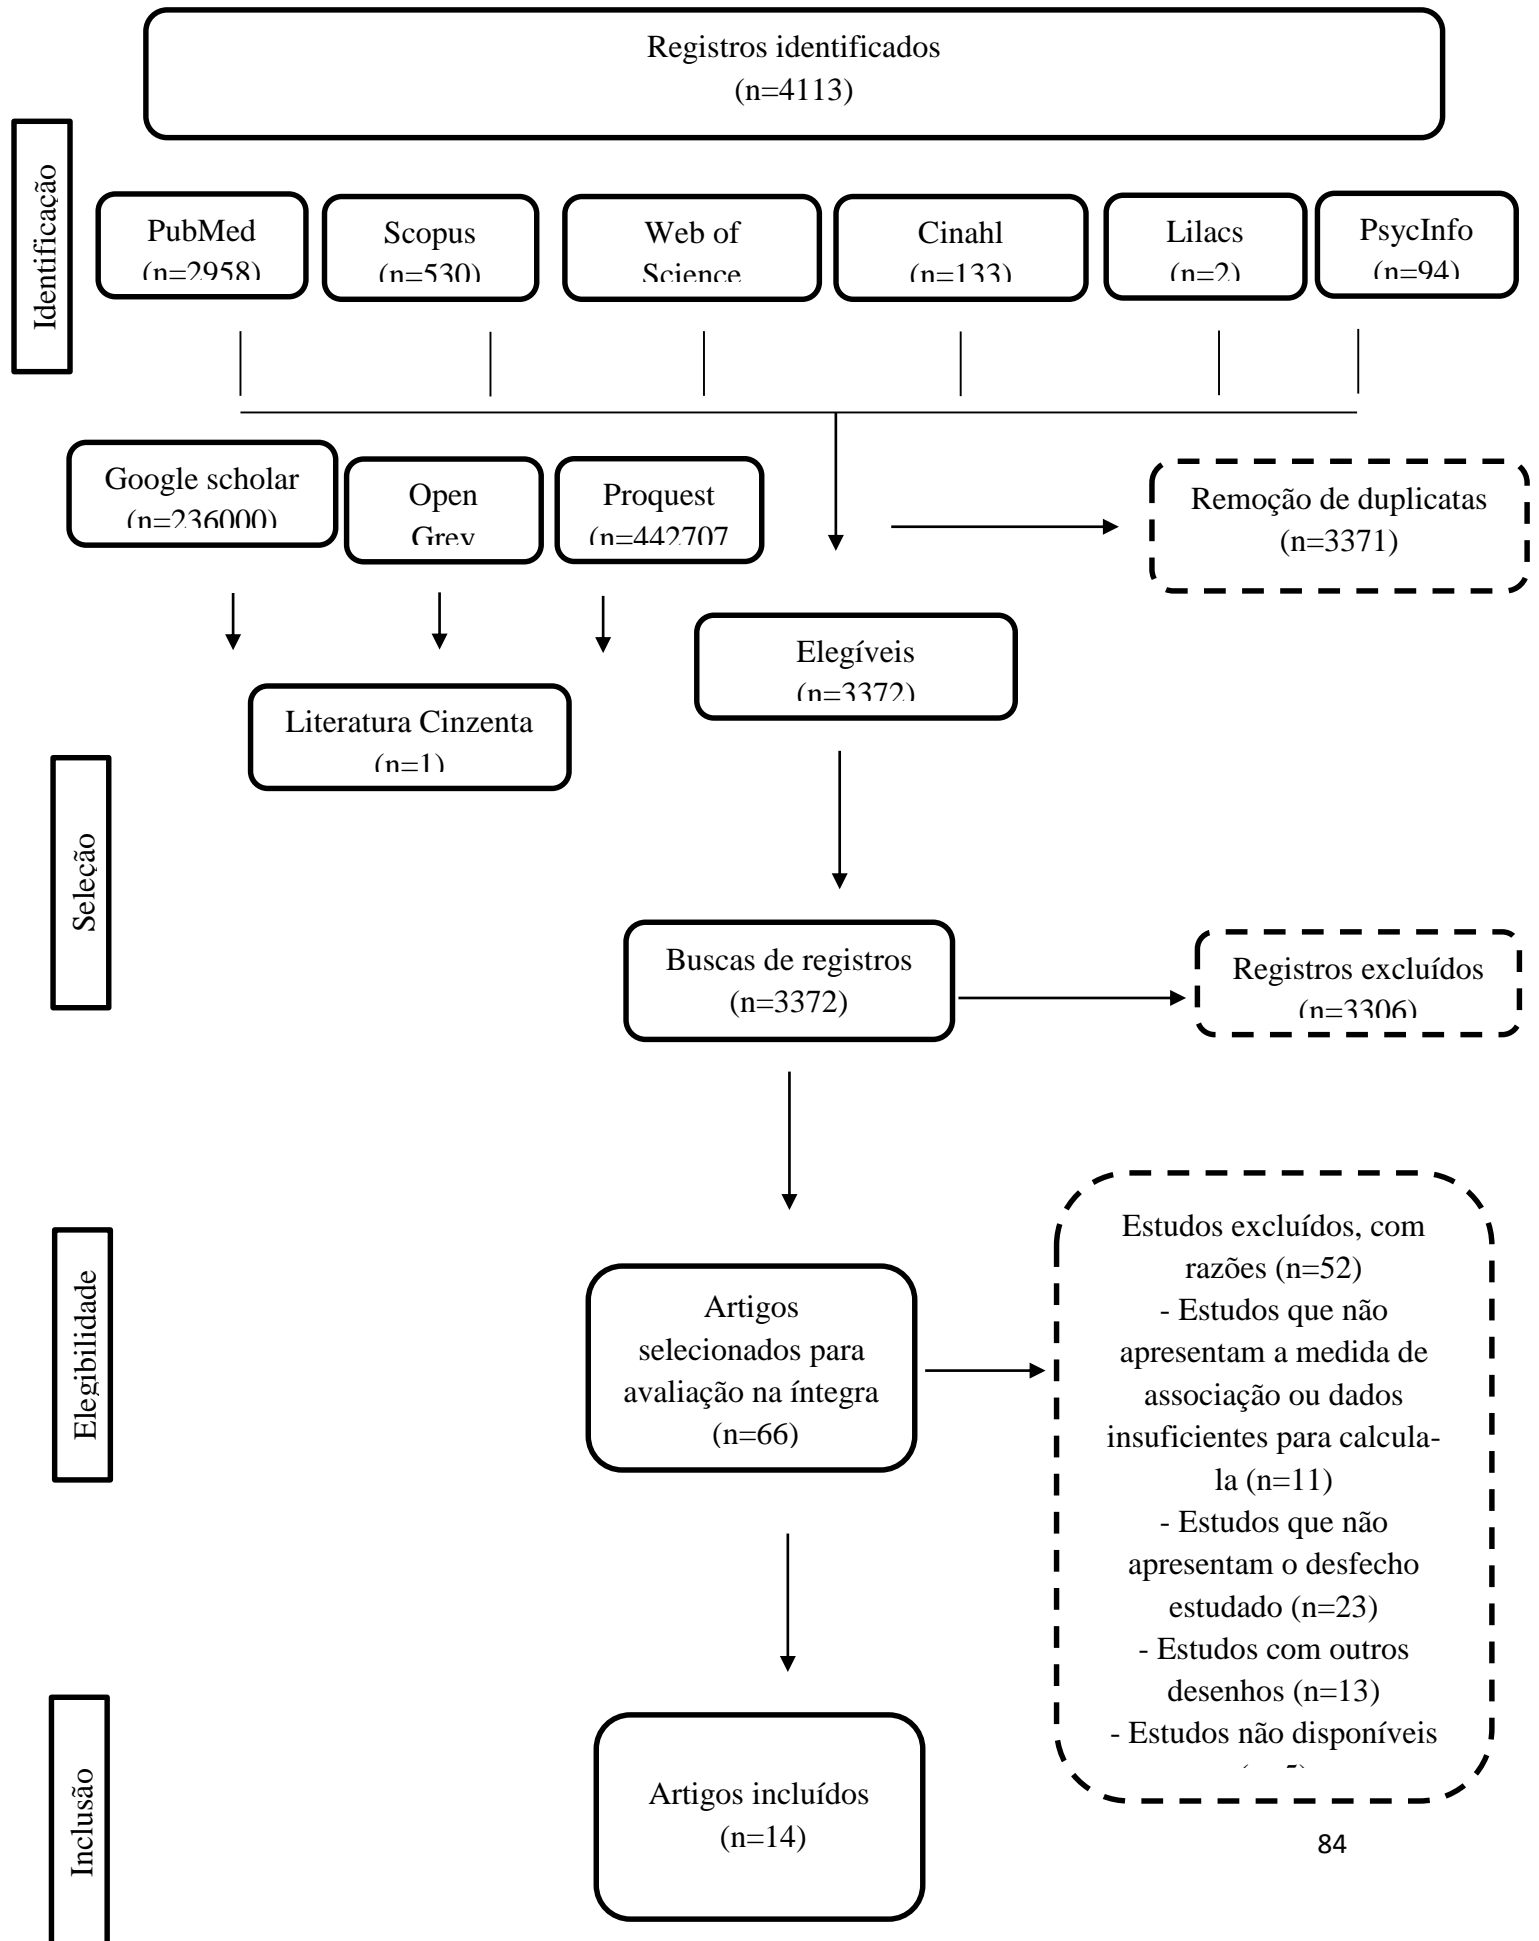 Registros identificados
(n=4113)
Identificação
PubMed
(n=2958)
Scopus
(n=530)
Web of
Science
Cinahl
(n=133)
Lilacs
(n=2)
PsycInfo
(n=94)
Google scholar
(n=236000)
Open
Grey
Proquest
(n=442707
Remoção de duplicatas
(n=3371)
Elegíveis
(n=3372)
Literatura Cinzenta
(n=1)
Seleção
Buscas de registros
(n=3372)
Registros excluídos
(n=3306)
Elegibilidade
Artigos
selecionados para
avaliação na íntegra
(n=66)
Estudos excluídos, com
razões (n=52)
- Estudos que não
apresentam a medida de
associação ou dados
insuficientes para calcula-
la (n=11)
- Estudos que não
apresentam o desfecho
estudado (n=23)
- Estudos com outros
desenhos (n=13)
- Estudos não disponíveis
Inclusão
Artigos incluídos
(n=14)
84